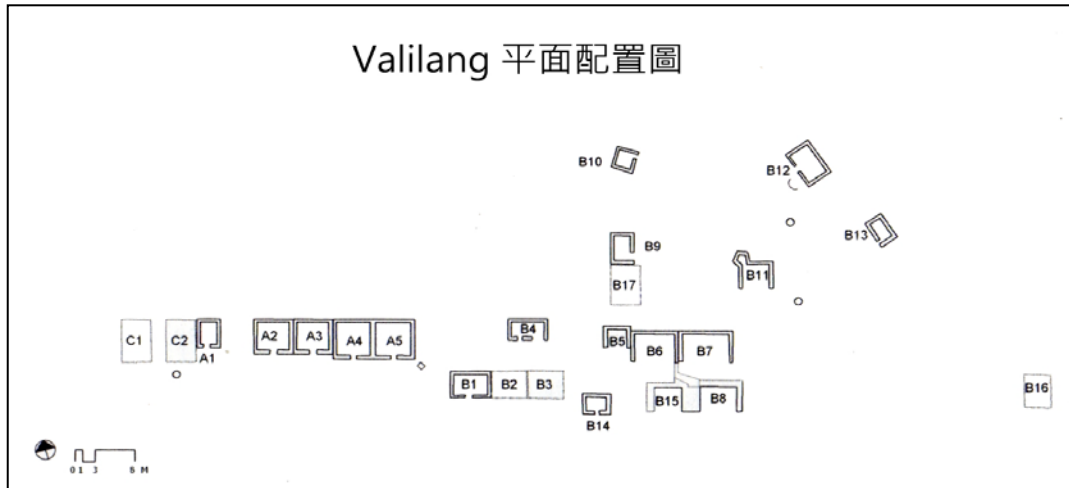 Valilang 平面配置圖
B10
B12
B13
B9
B11
B17
C1
C2
A1
A2
A3
A4
A5
B4
B5
B6
B7
B1
B2
B3
B14
B15
B8
B16
0 1 3 8 M